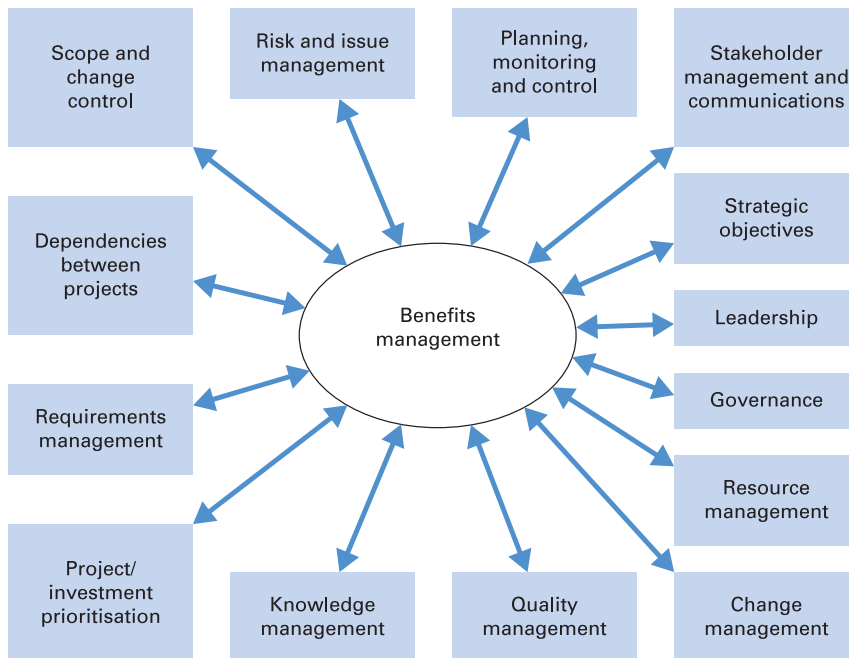 Scope and
change
control
Risk and issue
management
Planning,
monitoring
and control
Stakeholder
management and
communications
Dependencies
between
projects
Strategic
objectives
Benefits
management
Leadership
Requirements
management
Governance
Resource
management
Project/
investment
prioritisation
Knowledge
management
Quality
management
Change
management